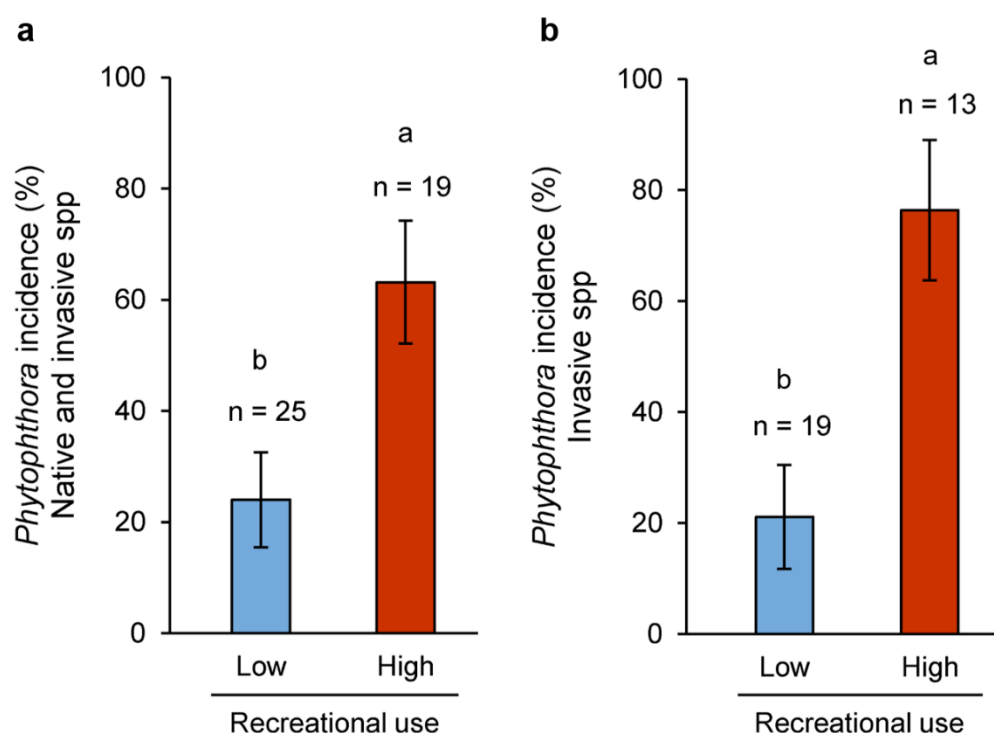 a
Phytophthora incidence (%)
Native and invasive spp
100
80
60
40
20
0
a
n = 19
b
n = 25
Low
High
Recreational use
b
Phytophthora incidence (%)
Invasive spp
100
80
60
40
20
0
a
n = 13
b
n = 19
Low
High
Recreational use